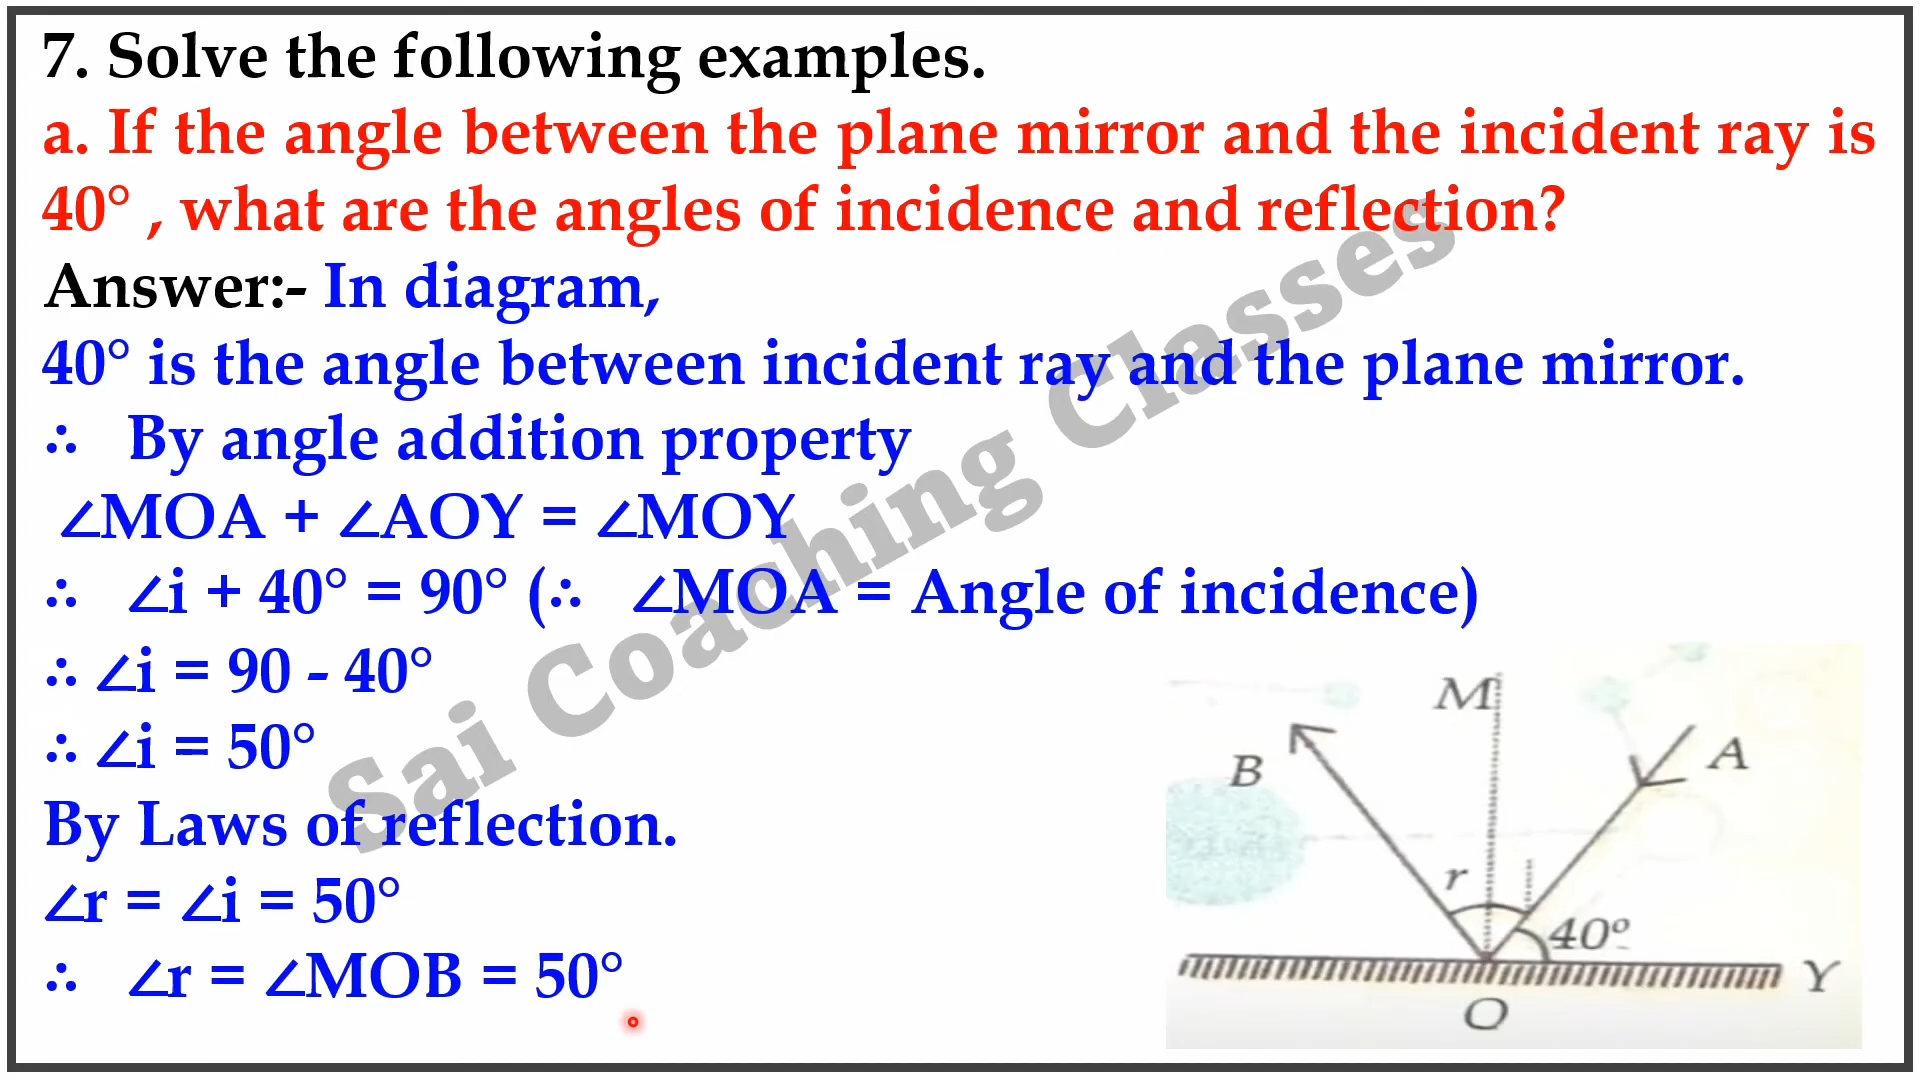 7. Solve the following examples.
a. If the angle between the plane mirror and the incident ray is
40° , what are the angles of incidence and reflection?
Answer:- In diagram,
40° is the angle between incident ray and the plane mirror.
∴ By angle addition property
∠MOA + ∠AOY = ∠MOY
∴ ∠i + 40° = 90° (∴ ∠MOA = Angle of incidence)
∴ ∠i = 90 - 40°
∴ ∠i = 50°
By Laws of reflection.
∠r = ∠i = 50°
∴ ∠r = ∠MOB = 50°
Sai Coaching Classes
M
B
A
r
40°
Y
O